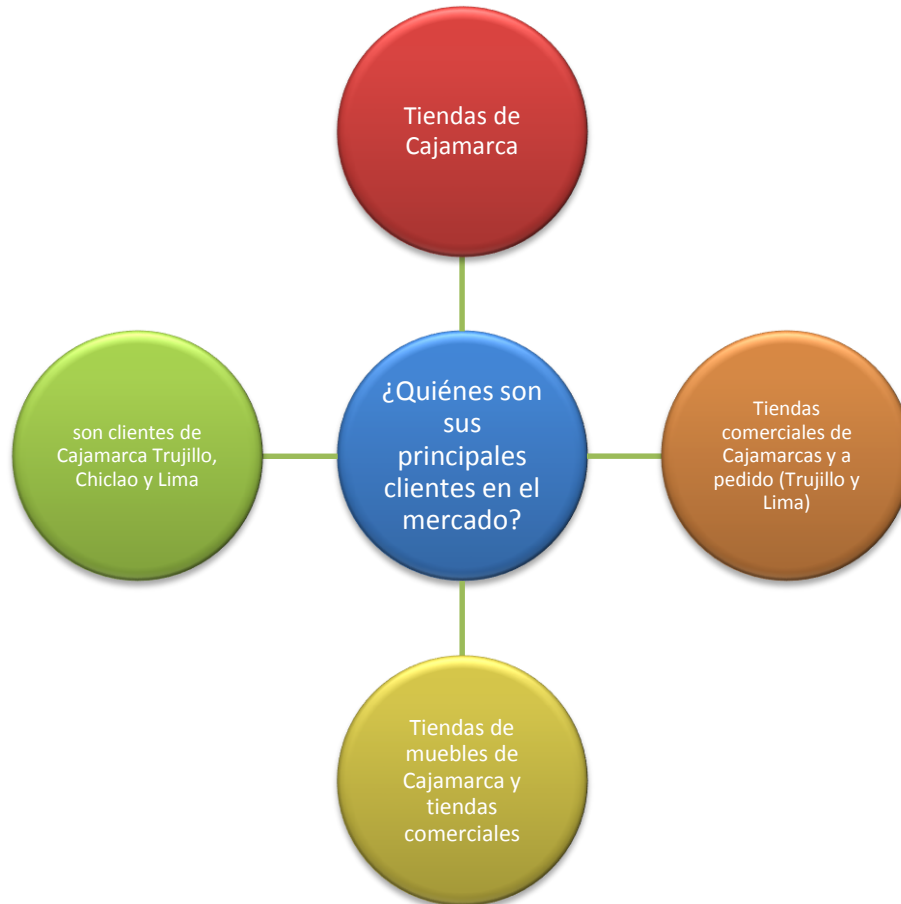 Tiendas de
Cajamarca
son clientes de
Cajamarca Trujillo,
Chiclao y Lima
¿Quiénes son
sus
principales
clientes en el
mercado?
Tiendas
comerciales de
Cajamarcas y a
pedido (Trujillo y
Lima)
Tiendas de
muebles de
Cajamarca y
tiendas
comerciales